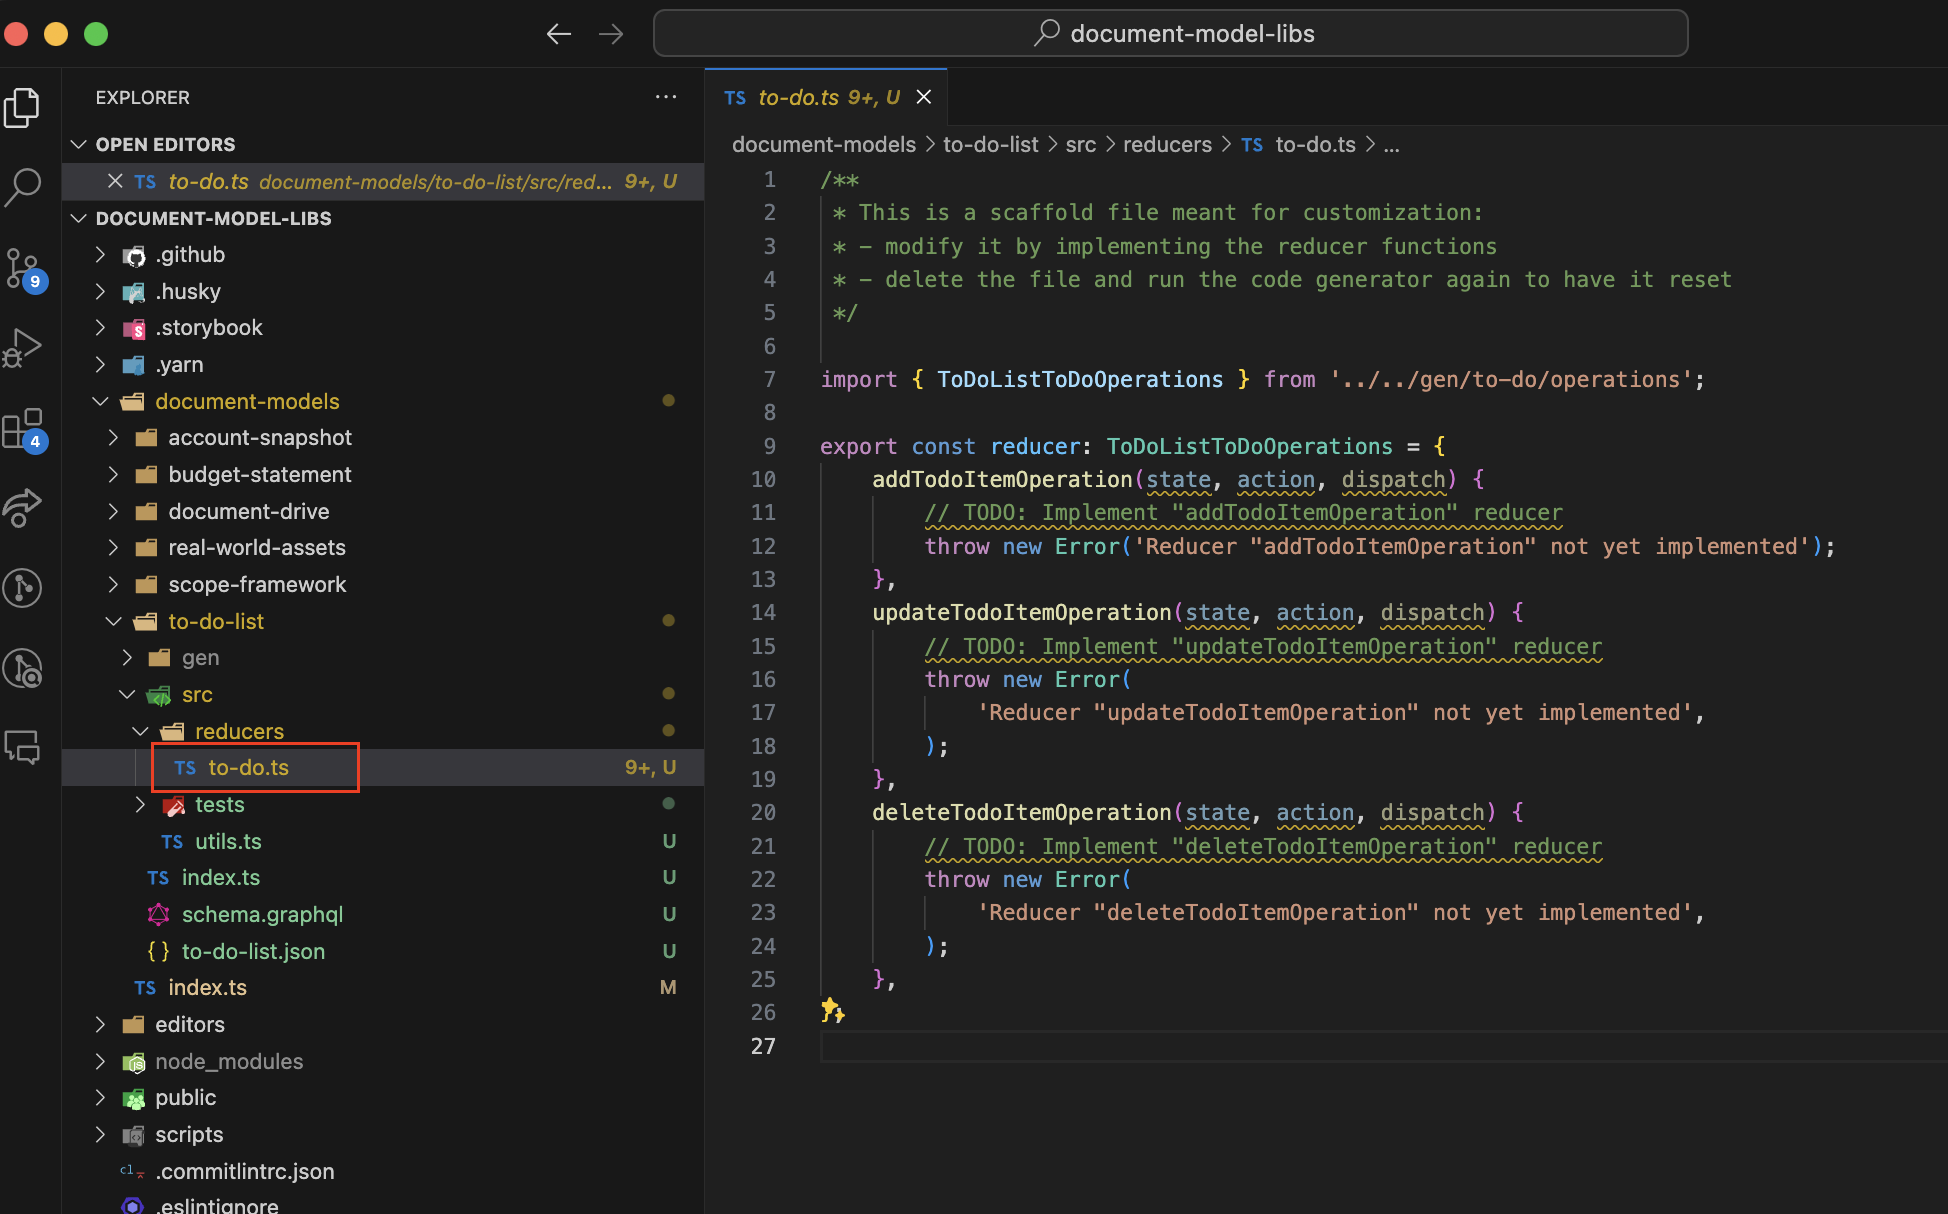 document-model-libs
EXPLORER
OPEN EDITORS
TS to-do.ts document-models/to-do-list/src/red... 9+, U
DOCUMENT-MODEL-LIBS
.github
.husky
.storybook
.yarn
document-models
account-snapshot
budget-statement
document-drive
real-world-assets
scope-framework
to-do-list
gen
src
reducers
TS to-do.ts 9+, U
tests
TS utils.ts U
TS index.ts U
schema.graphql U
{} to-do-list.json U
TS index.ts M
editors
node_modules
public
scripts
.commitlintrc.json
.eslintignore
9
4
TS to-do.ts 9+, U
document-models > to-do-list > src > reducers > TS to-do.ts > ...
1 /**
2 * This is a scaffold file meant for customization:
3 * - modify it by implementing the reducer functions
4 * - delete the file and run the code generator again to have it reset
5 */
6
7 import { ToDoListToDoOperations } from '../../gen/to-do/operations';
8
9 export const reducer: ToDoListToDoOperations = {
10 addTodoItemOperation(state, action, dispatch) {
11 // TODO: Implement "addTodoItemOperation" reducer
12 throw new Error('Reducer "addTodoItemOperation" not yet implemented');
13 },
14 updateTodoItemOperation(state, action, dispatch) {
15 // TODO: Implement "updateTodoItemOperation" reducer
16 throw new Error(
17 'Reducer "updateTodoItemOperation" not yet implemented',
18 );
19 },
20 deleteTodoItemOperation(state, action, dispatch) {
21 // TODO: Implement "deleteTodoItemOperation" reducer
22 throw new Error(
23 'Reducer "deleteTodoItemOperation" not yet implemented',
24 );
25 },
26
27